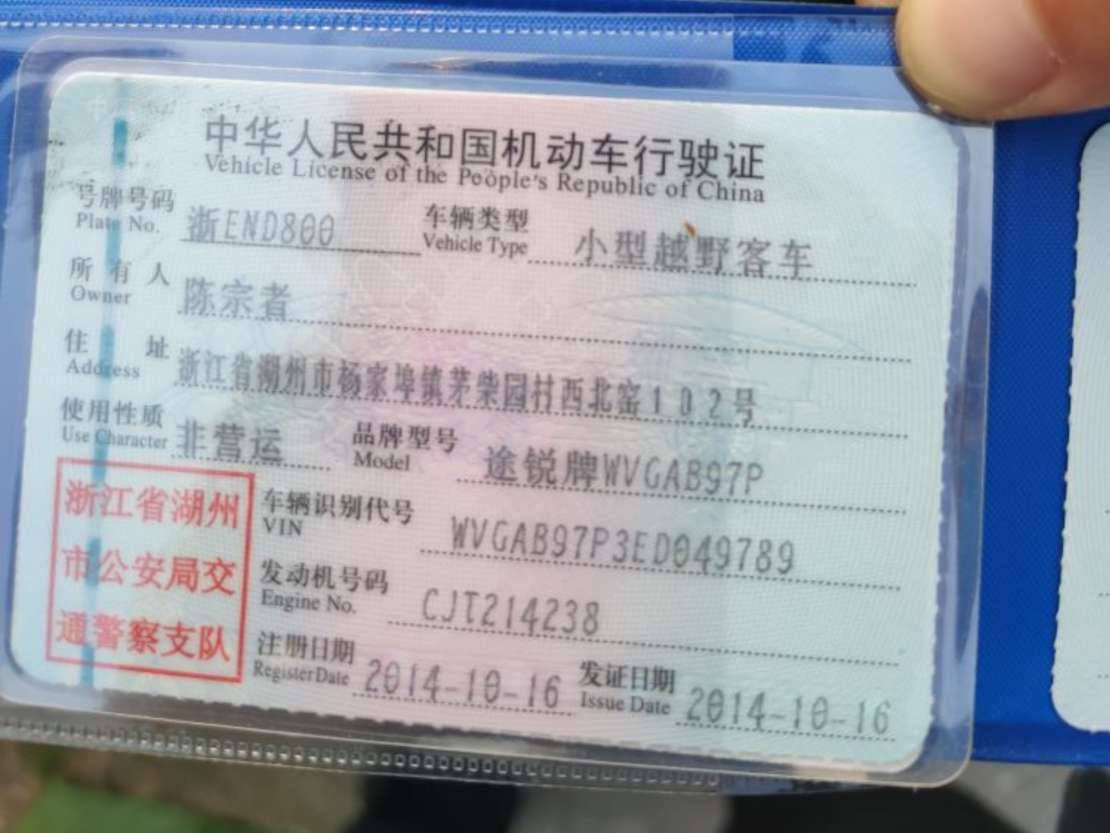 中华人民共和国机动车行驶证
Vehicle License of the People's Republic of China
号牌号码 浙END800 车辆类型 小型越野客车
Plate No. Vehicle Type
所有人 陈宗者
Owner
住址 浙江省湖州市杨家埠镇茅柴园村西北窑102号
Address
使用性质 非营运 品牌型号 途锐牌WVGAB97P
Use Character Model
浙江省湖州
市公安局交
通警察支队
车辆识别代号 WVGAB97P3ED049789
VIN
发动机号码 CJT214238
Engine No.
注册日期 2014-10-16 发证日期 2014-10-16
Register Date Issue Date